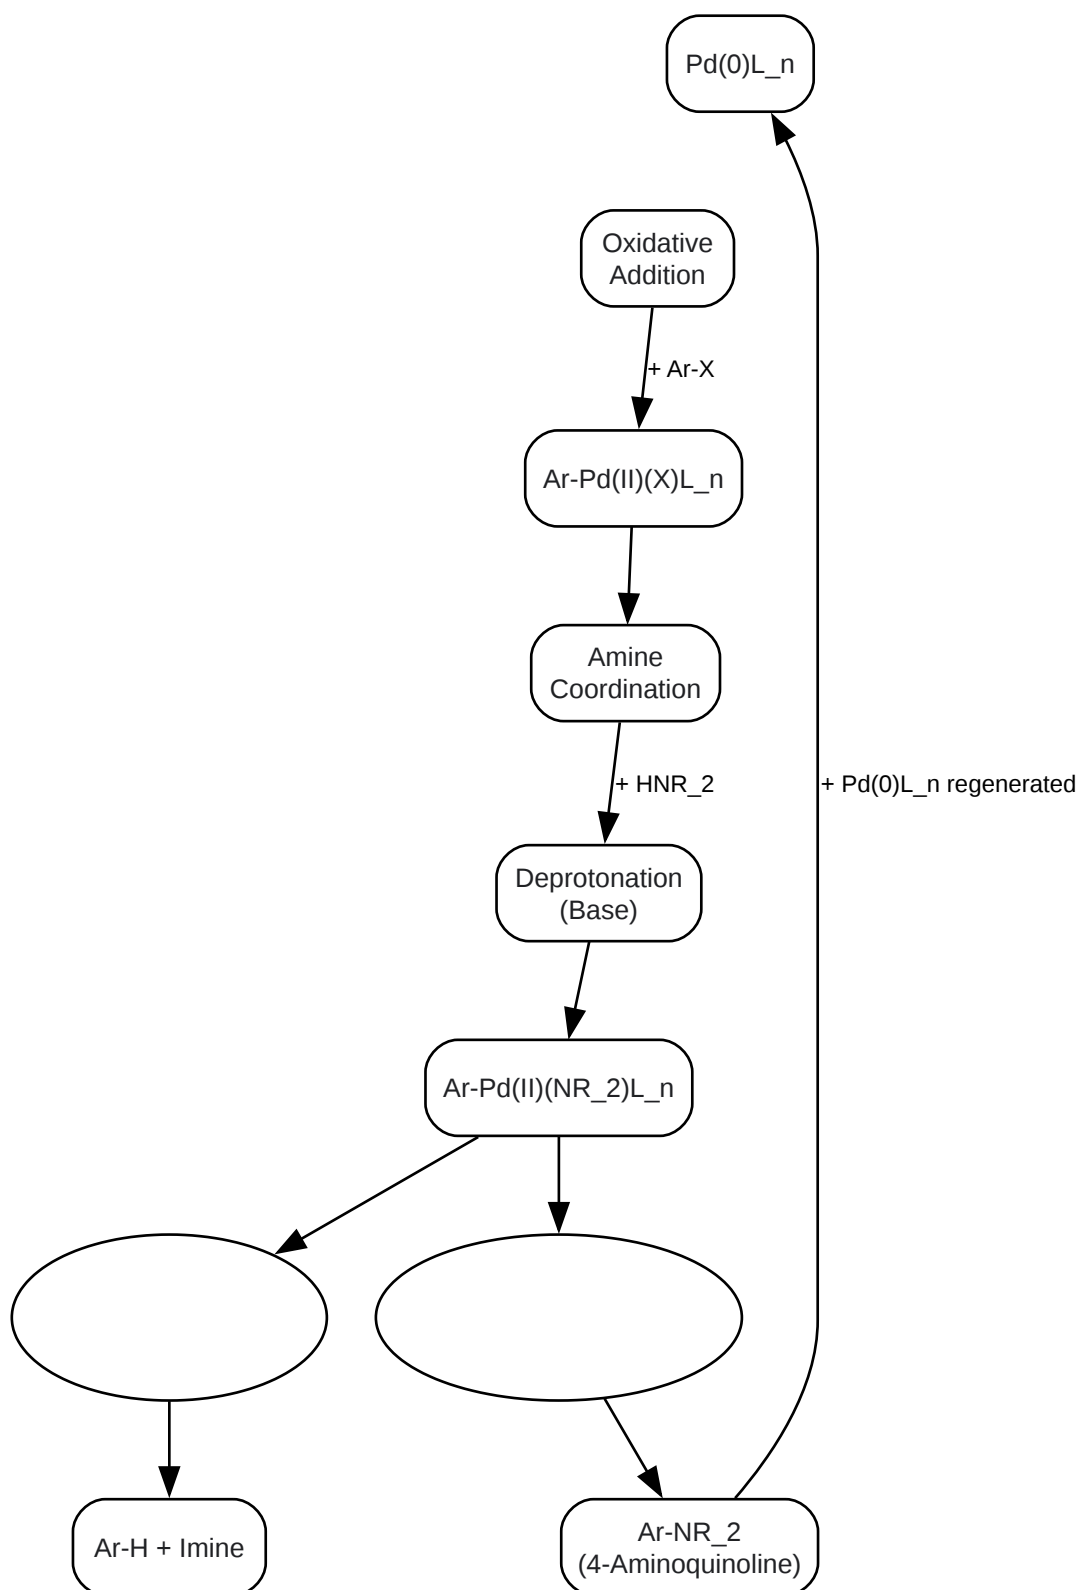 Pd(0)L_n
Oxidative
Addition
+ Ar-X
Ar-Pd(II)(X)L_n
Amine
Coordination
+ HNR_2
+ Pd(0)L_n regenerated
Deprotonation
(Base)
Ar-Pd(II)(NR_2)L_n
Ar-H + Imine
Ar-NR_2
(4-Aminoquinoline)